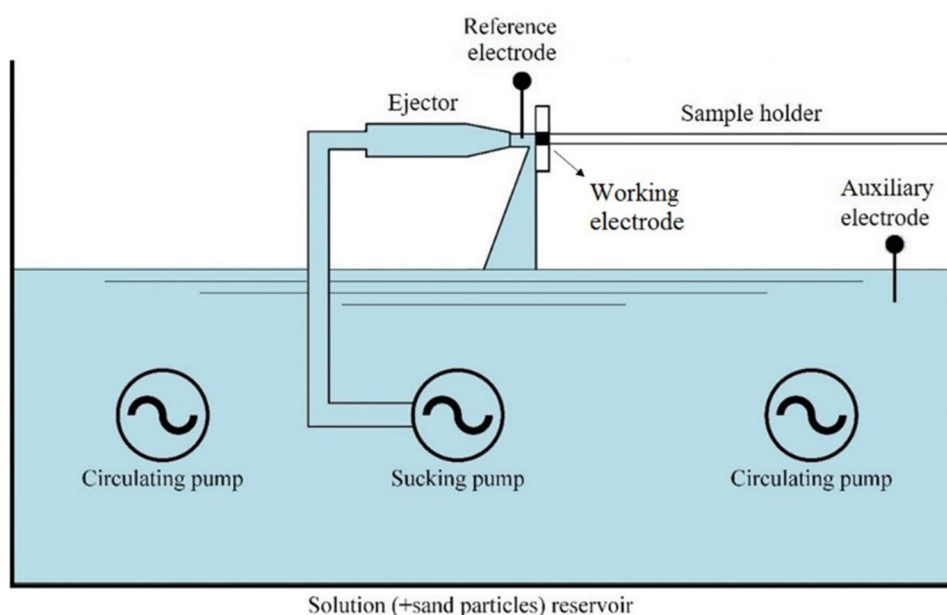 Reference
electrode
Ejector
Sample holder
Working
electrode
Auxiliary
electrode
Circulating pump
Sucking pump
Circulating pump
Solution (+sand particles) reservoir